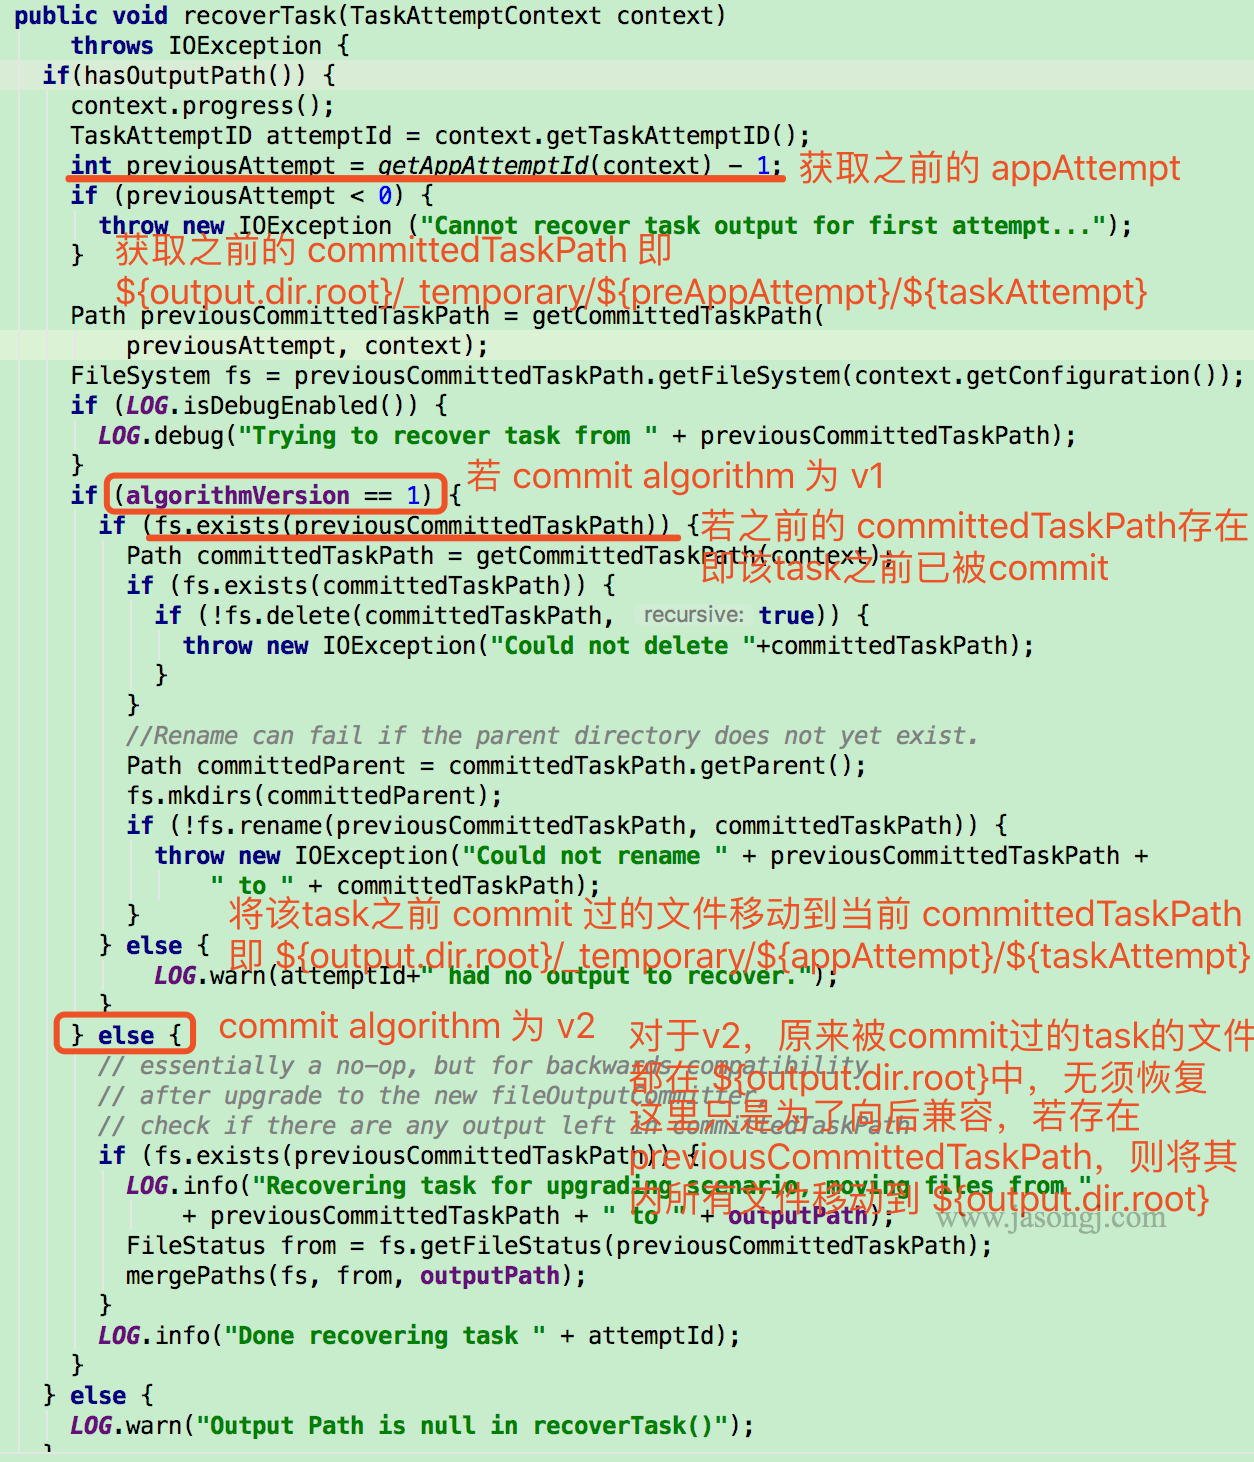 public void recoverTask(TaskAttemptContext context)
throws IOException {
if(hasOutputPath()) {
context.progress();
TaskAttemptID attemptId = context.getTaskAttemptID();
int previousAttempt = getAppAttemptId(context) - 1; 获取之前的 appAttempt
if (previousAttempt < 0) {
throw new IOException ("Cannot recover task output for first attempt...");
} 获取之前的 committedTaskPath 即
${output.dir.root}/_temporary/${preAppAttempt}/${taskAttempt}
Path previousCommittedTaskPath = getCommittedTaskPath(
previousAttempt, context);
FileSystem fs = previousCommittedTaskPath.getFileSystem(context.getConfiguration());
if (LOG.isDebugEnabled()) {
LOG.debug("Trying to recover task from " + previousCommittedTaskPath);
}
若 commit algorithm 为 v1
if (algorithmVersion == 1) {
if (fs.exists(previousCommittedTaskPath)) { 若之前的 committedTaskPath存在
Path committedTaskPath = getCommittedTaskPath(context);
即该task之前已被commit
if (fs.exists(committedTaskPath)) {
if (!fs.delete(committedTaskPath, recursive: true)) {
throw new IOException("Could not delete "+committedTaskPath);
}
}
//Rename can fail if the parent directory does not yet exist.
Path committedParent = committedTaskPath.getParent();
fs.mkdirs(committedParent);
if (!fs.rename(previousCommittedTaskPath, committedTaskPath)) {
throw new IOException("Could not rename " + previousCommittedTaskPath +
" to " + committedTaskPath);
} 将该task之前 commit 过的文件移动到当前 committedTaskPath
} else {
即 ${output.dir.root}/_temporary/${appAttempt}/${taskAttempt}
LOG.warn(attemptId+" had no output to recover.");
}
} else { commit algorithm 为 v2 对于v2，原来被commit过的task的文件
// essentially a no-op, but for backwards compatibility
都在 ${output.dir.root}中，无须恢复
// after upgrade to the new fileOutputCommitter,
这里只是为了向后兼容，若存在
// check if there are any output left in committedTaskPath
if (fs.exists(previousCommittedTaskPath)) {
previousCommittedTaskPath，则将其
LOG.info("Recovering task for upgrading scenario, moving files from "
内所有文件移动到 ${output.dir.root}
+ previousCommittedTaskPath + " to " + outputPath);
www.jasongj.com
FileStatus from = fs.getFileStatus(previousCommittedTaskPath);
mergePaths(fs, from, outputPath);
}
LOG.info("Done recovering task " + attemptId);
}
} else {
LOG.warn("Output Path is null in recoverTask()");
}